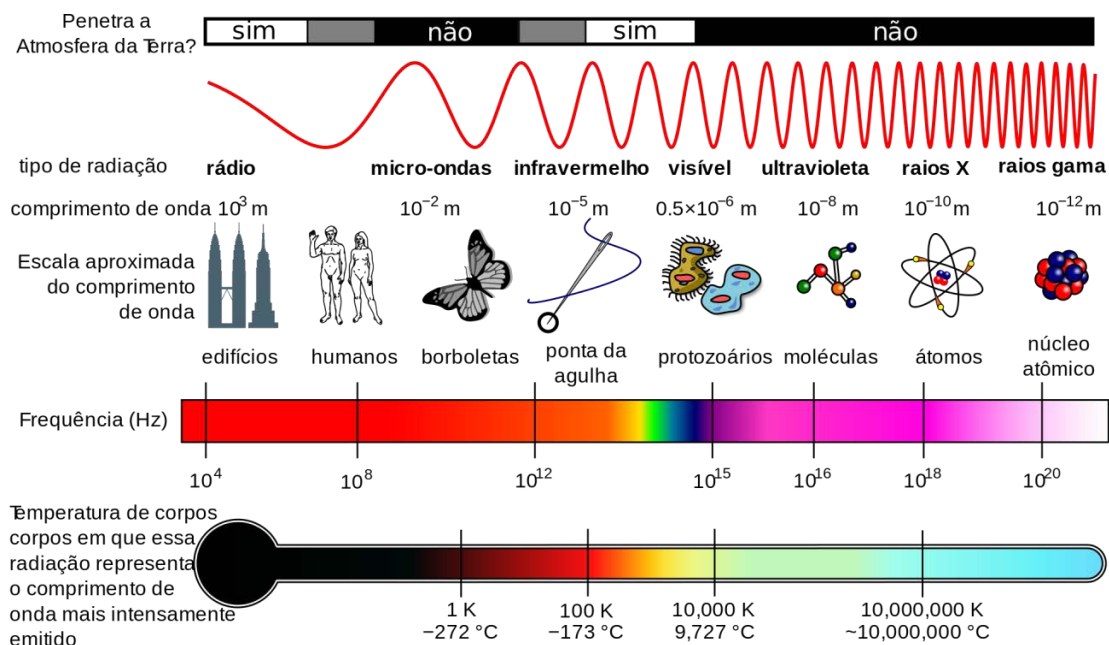 Penetra a
Atmosfera da Terra?
sim não sim não
tipo de radiação rádio micro-ondas infravermelho visível ultravioleta raios X raios gama
comprimento de onda 10³ m 10⁻² m 10⁻⁵ m 0.5×10⁻⁶ m 10⁻⁸ m 10⁻¹⁰ m 10⁻¹² m
Escala aproximada
do comprimento
de onda
edifícios humanos borboletas ponta da
agulha
protozoários moléculas átomos núcleo
atômico
Frequência (Hz)
10⁴ 10⁸ 10¹² 10¹⁵ 10¹⁶ 10¹⁸ 10²⁰
Temperatura de corpos
corpos em que essa
radiação representa
o comprimento de
onda mais intensamente
emitido
1 K 100 K 10,000 K 10,000,000 K
−272 °C −173 °C 9,727 °C ~10,000,000 °C